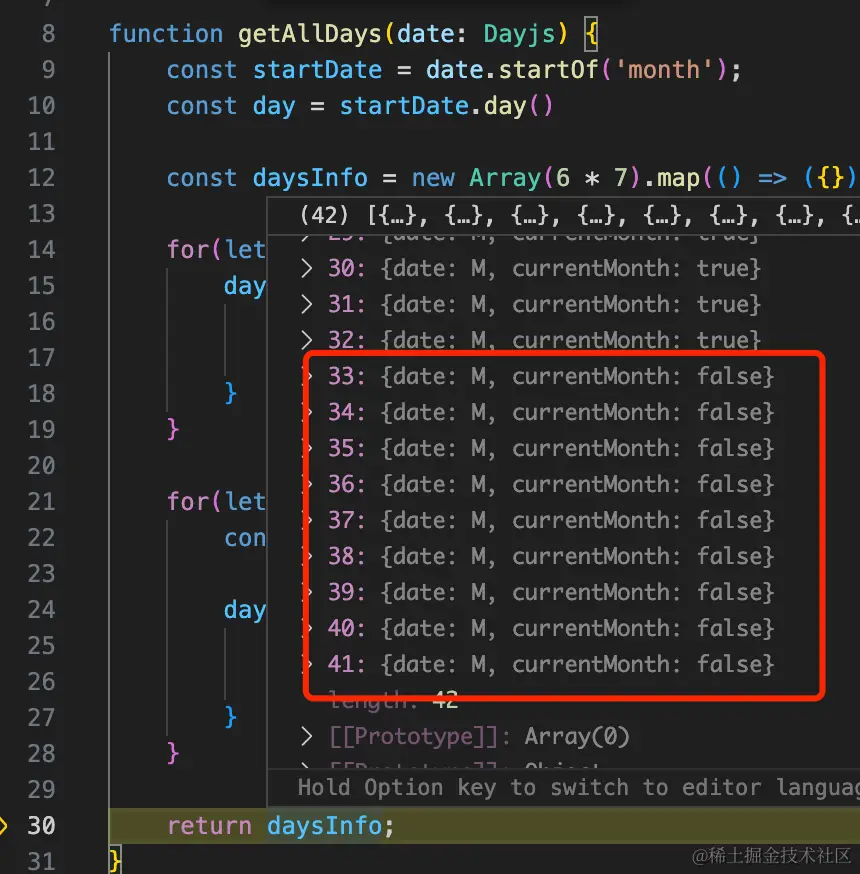 8 function getAllDays(date: Dayjs) {
9 const startDate = date.startOf('month');
10 const day = startDate.day()
11
12 const daysInfo = new Array(6 * 7).map(() => ({})
13 (42) [{…}, {…}, {…}, {…}, {…}, {…}, {…}, {…
29: {date: M, currentMonth: true}
14 for(let
30: {date: M, currentMonth: true}
15 day
31: {date: M, currentMonth: true}
16
32: {date: M, currentMonth: true}
17
33: {date: M, currentMonth: false}
18 }
34: {date: M, currentMonth: false}
19 }
35: {date: M, currentMonth: false}
20
36: {date: M, currentMonth: false}
21 for(let
37: {date: M, currentMonth: false}
22 con
38: {date: M, currentMonth: false}
23
39: {date: M, currentMonth: false}
24 day
40: {date: M, currentMonth: false}
25
41: {date: M, currentMonth: false}
26
length: 42
27 }
[[Prototype]]: Array(0)
28 }
[[Prototype]]: Object
29
Hold Option key to switch to editor languag
30 return daysInfo;
31 }
@稀土掘金技术社区